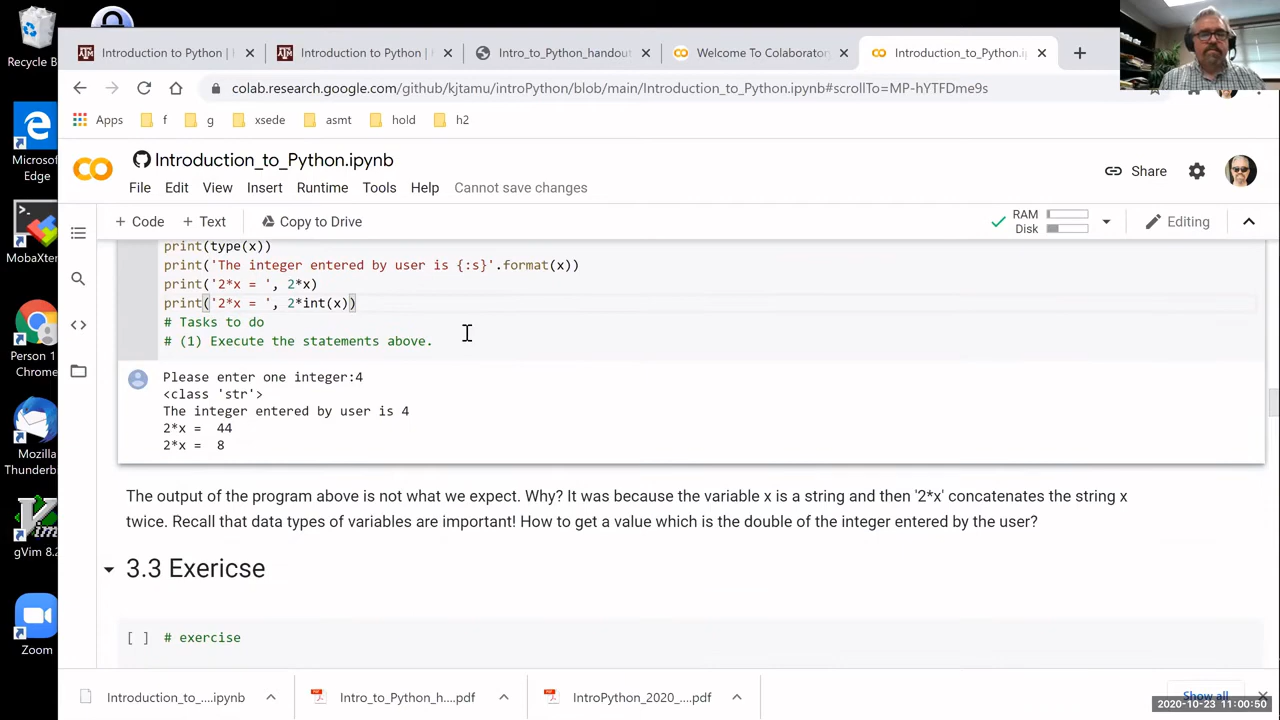 Recycle B
Introduction to Python |
Introduction to Python
Intro_to_python_handout
Welcome To Colaborator
Introduction_to_Python.i
colab.research.google.com/github/kjtamu/IntroPython/blob/main/Introduction_to_Python.ipynb#scrollTo=MP-hYTFDme9s
Apps f g xsede asmt hold h2
Microsof
Edge
Introduction_to_Python.ipynb
Share
File Edit View Insert Runtime Tools Help Cannot save changes
+ Code + Text Copy to Drive
RAM
Disk
Editing
MobaXter
print(type(x))
print('The integer entered by user is {:s}'.format(x))
print('2*x = ', 2*x)
print('2*x = ', 2*int(x))
# Tasks to do
# (1) Execute the statements above.
Person 1
Chrome
Please enter one integer:4
<class 'str'>
The integer entered by user is 4
2*x = 44
2*x = 8
Mozilla
Thunderb
The output of the program above is not what we expect. Why? It was because the variable x is a string and then '2*x' concatenates the string x
twice. Recall that data types of variables are important! How to get a value which is the double of the integer entered by the user?
gVim 8.2
3.3 Exericse
[ ] # exercise
Zoom
Introduction_to_....ipynb
Intro_to_Python_h....pdf
IntroPython_2020_....pdf
Show all
2020-10-23 11:00:50